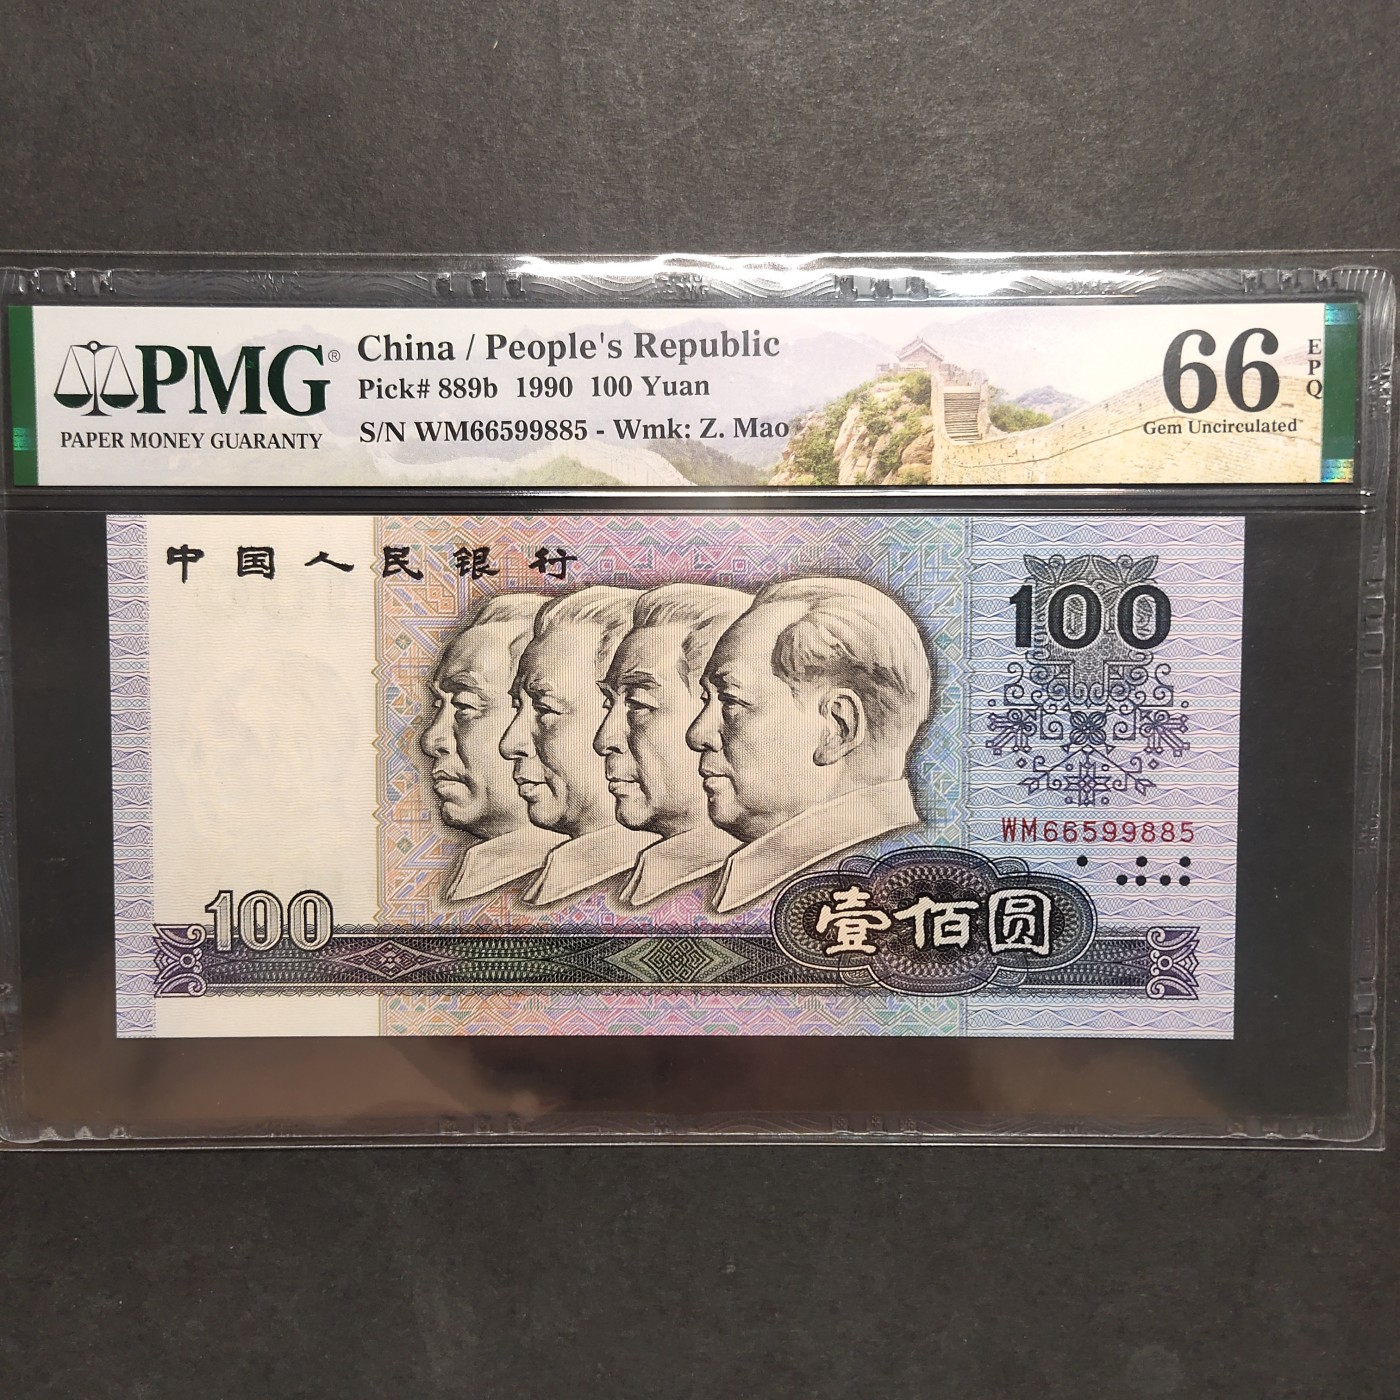 PMG®
PAPER MONEY GUARANTY
China / People's Republic
Pick# 889b 1990 100 Yuan
S/N WM66599885 - Wmk: Z. Mao
66
EPQ
Gem Uncirculated™
中国人民银行
100
WM66599885
100
壹佰圆